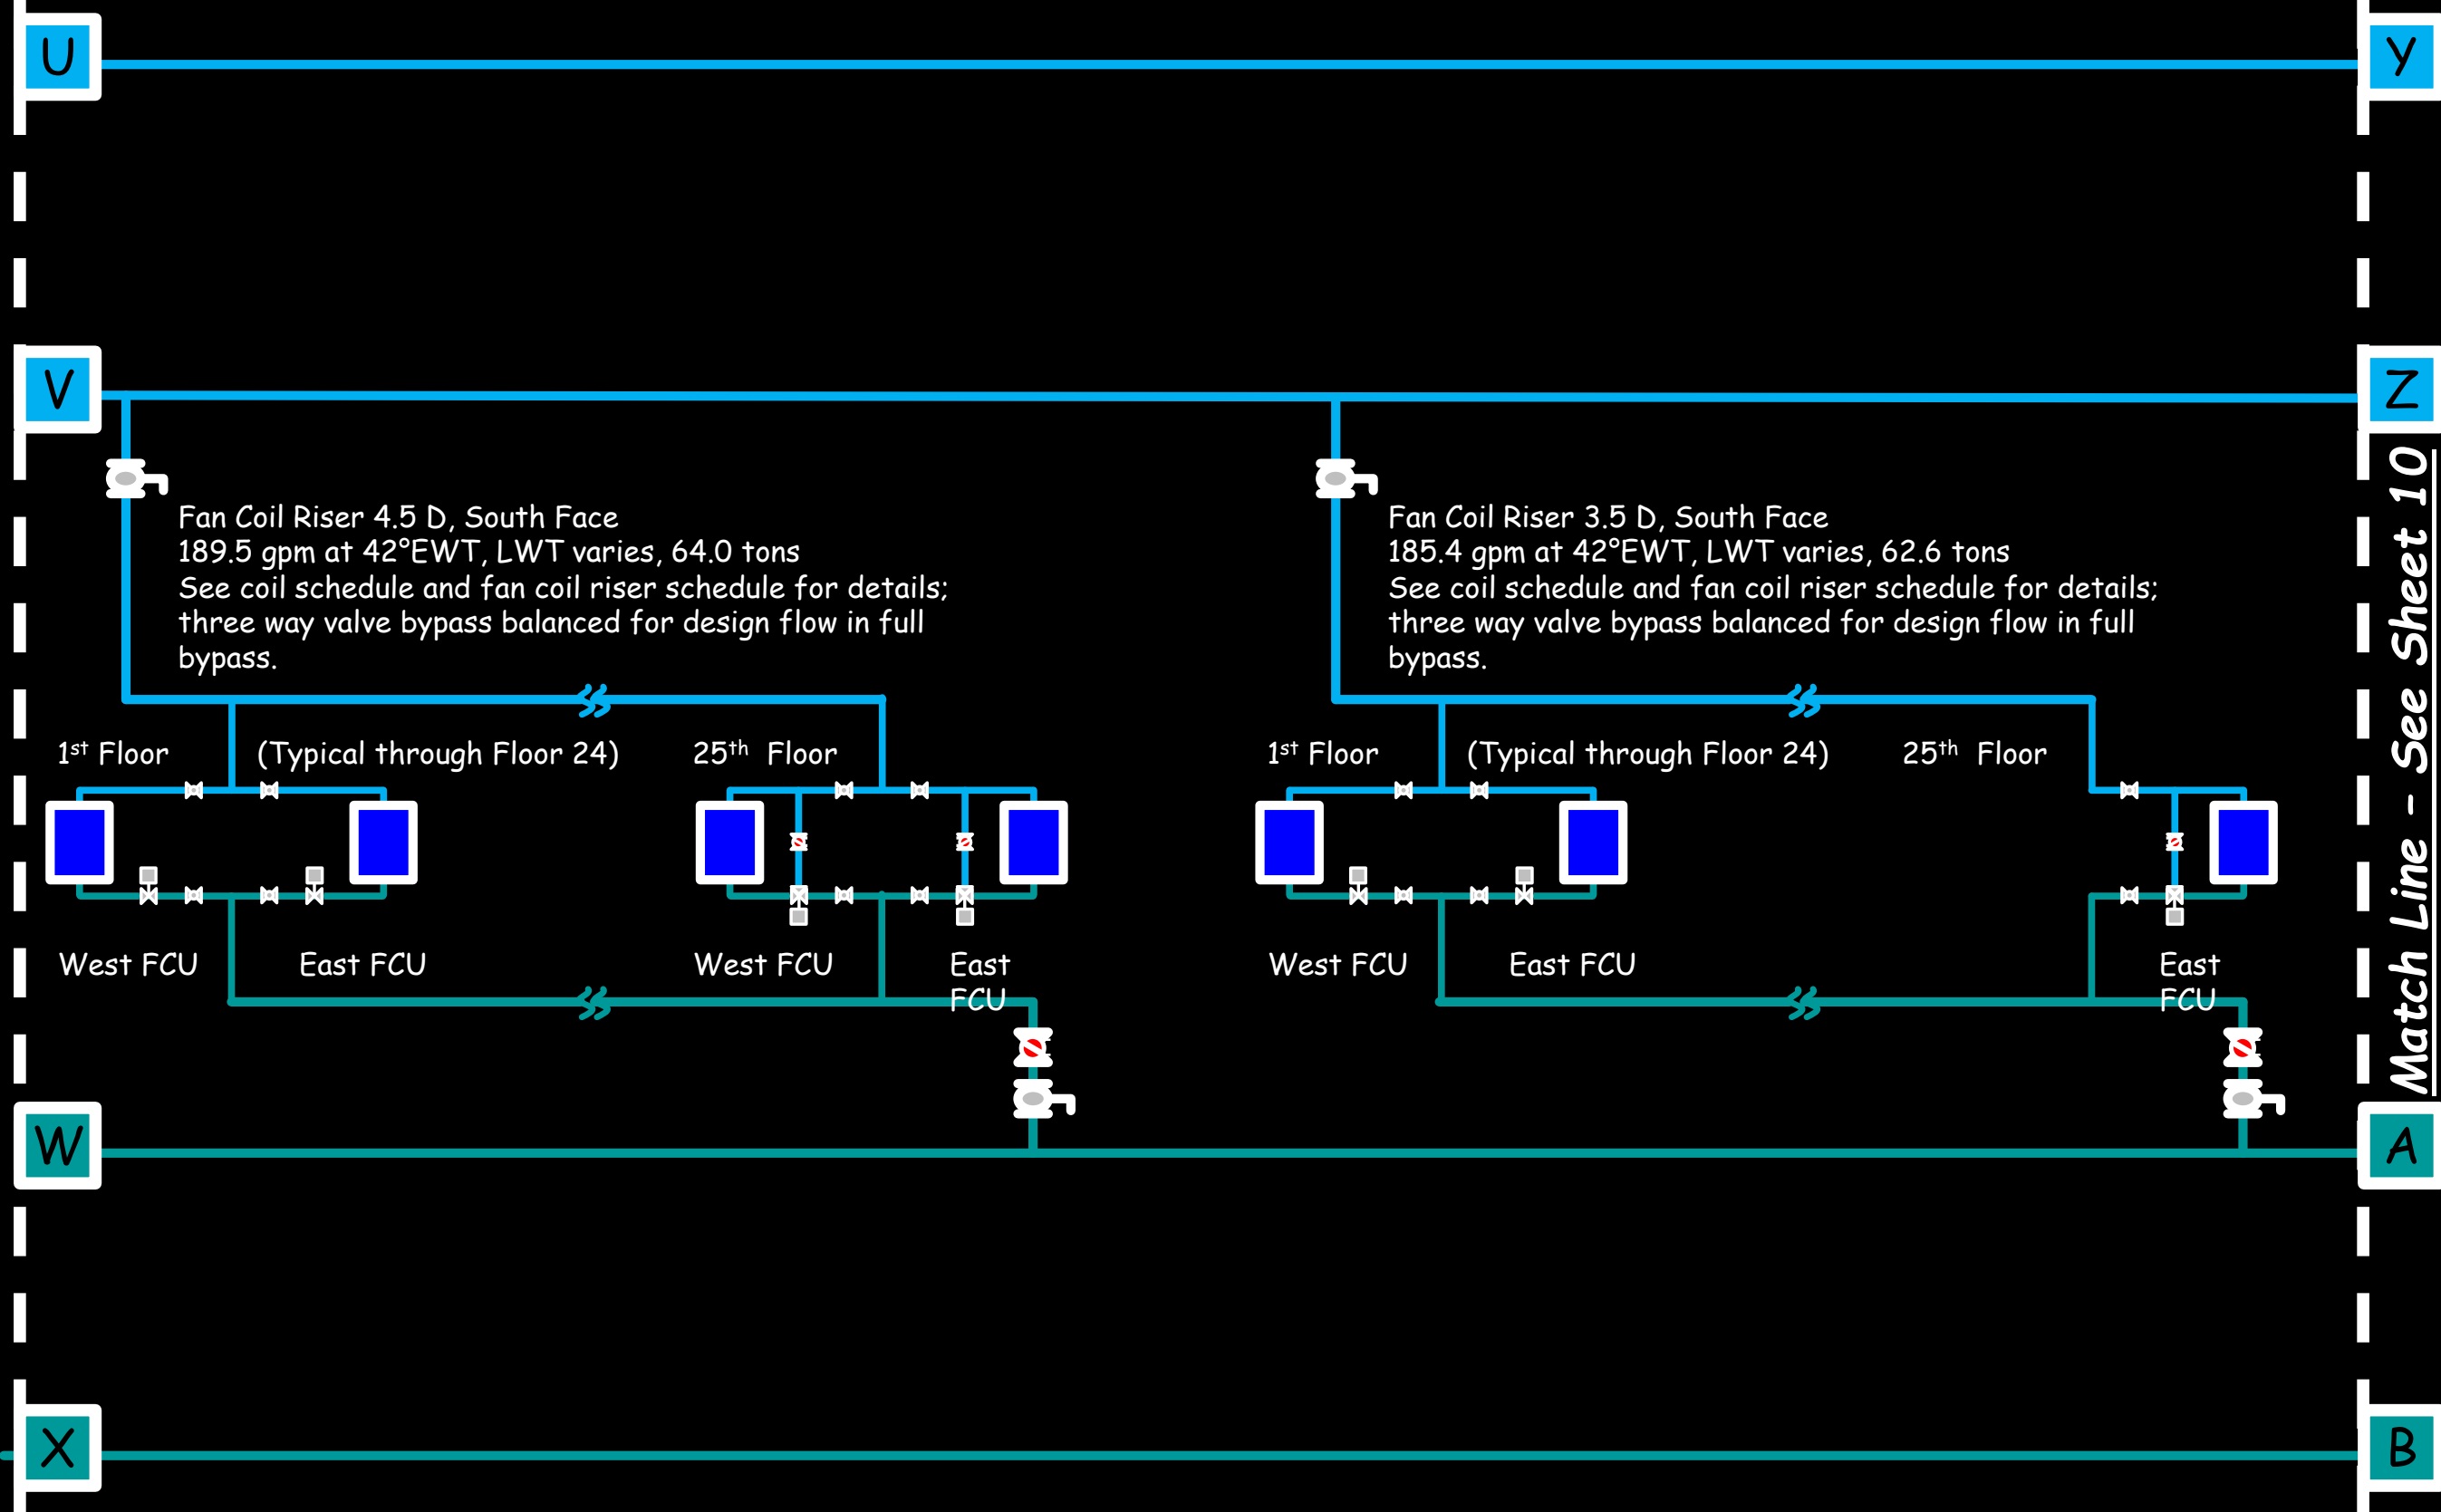 U
Y
V
Z
Fan Coil Riser 4.5 D, South Face
189.5 gpm at 42°EWT, LWT varies, 64.0 tons
See coil schedule and fan coil riser schedule for details;
three way valve bypass balanced for design flow in full
bypass.
Fan Coil Riser 3.5 D, South Face
185.4 gpm at 42°EWT, LWT varies, 62.6 tons
See coil schedule and fan coil riser schedule for details;
three way valve bypass balanced for design flow in full
bypass.
1st Floor
(Typical through Floor 24)
25th Floor
1st Floor
(Typical through Floor 24)
25th Floor
West FCU
East FCU
West FCU
East
FCU
West FCU
East FCU
East
FCU
Match Line - See Sheet 10
W
A
X
B